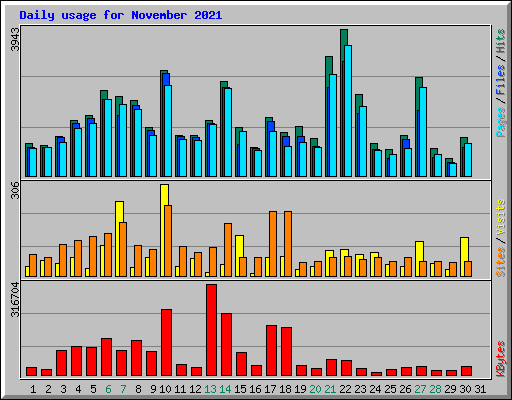 Daily usage for November 2021
3943
Pages / Files / Hits
306
Sites / Visits
316704
KBytes
1 2 3 4 5 6 7 8 9 10 11 12 13 14 15 16 17 18 19 20 21 22 23 24 25 26 27 28 29 30 31